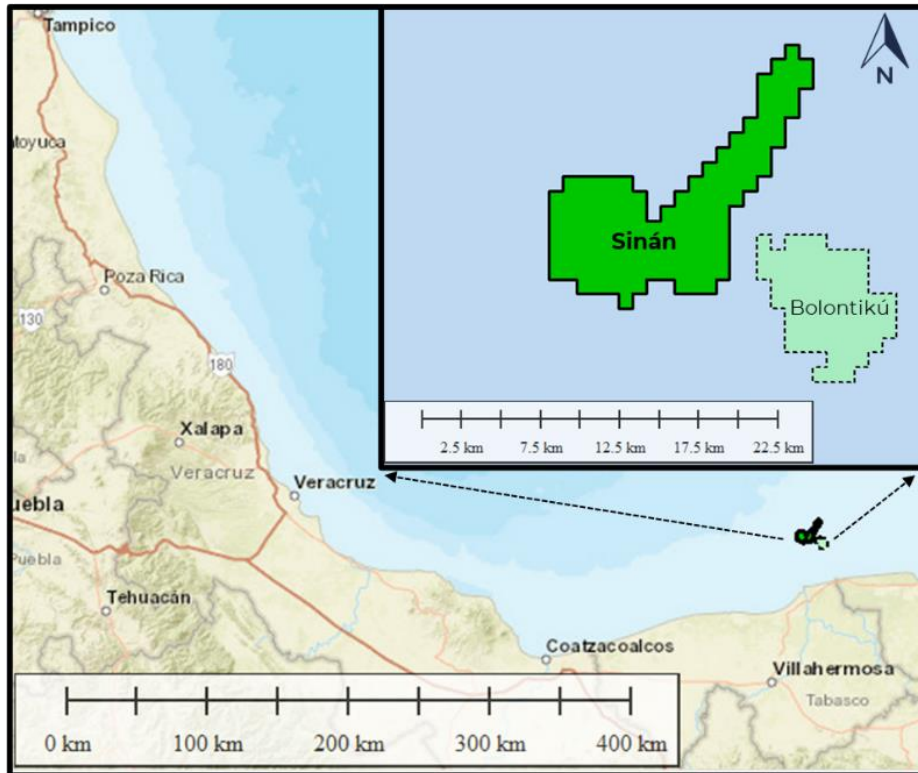 Tampico
N
toyuca
Sinán
Poza Rica
130
Bolontikú
180
2.5 km 7.5 km 12.5 km 17.5 km 22.5 km
Xalapa
Veracruz
Veracruz
uebla
Puebla
Tehuacán
Coatzacoalcos
Villahermosa
Tabasco
0 km 100 km 200 km 300 km 400 km